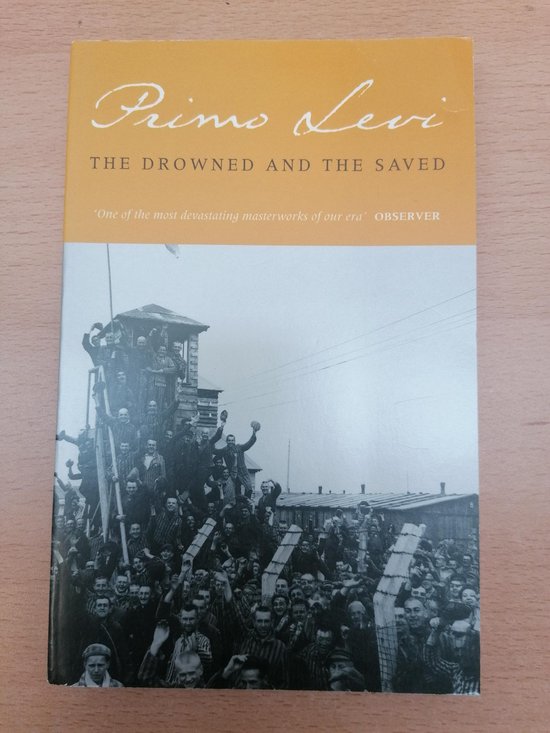 Primo Levi
THE DROWNED AND THE SAVED
‘One of the most devastating masterworks of our era’ OBSERVER